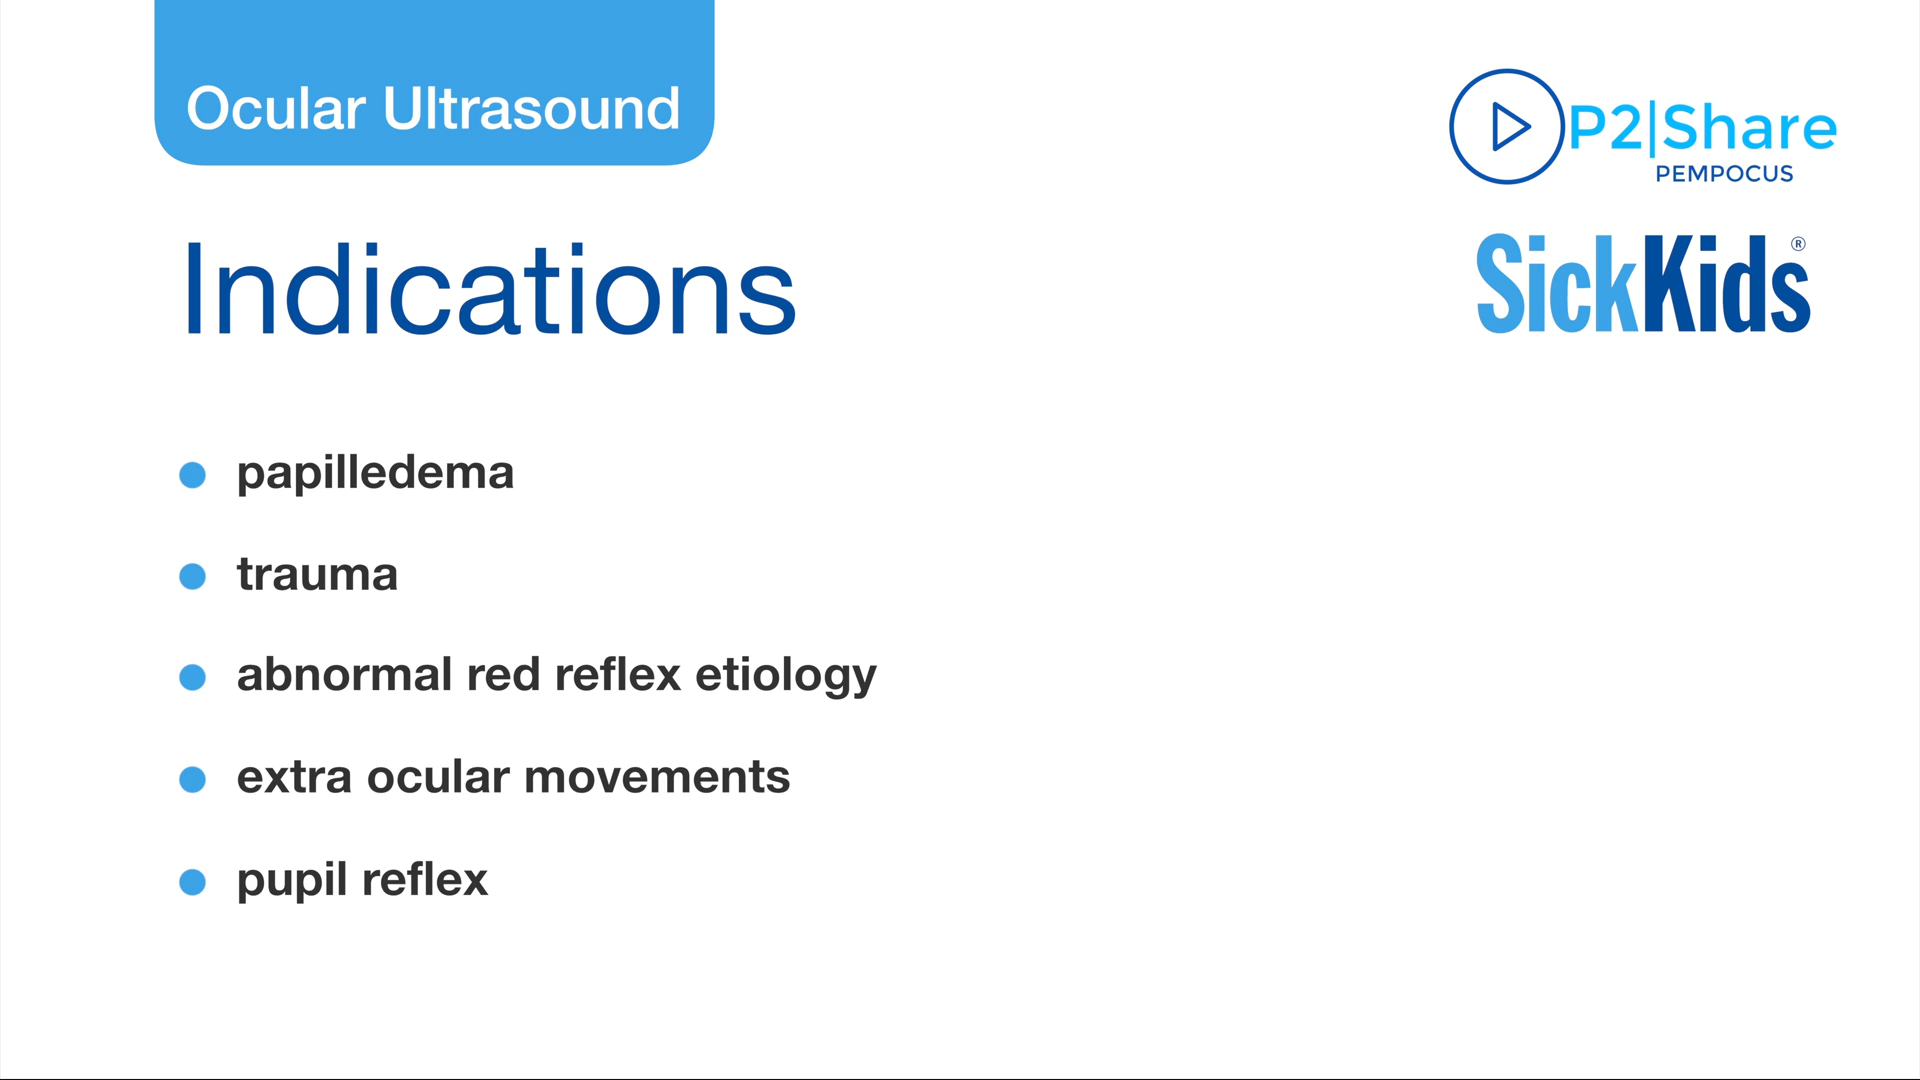 Ocular Ultrasound
P2|Share
PEMPOCUS
SickKids®
Indications
papilledema
trauma
abnormal red reflex etiology
extra ocular movements
pupil reflex